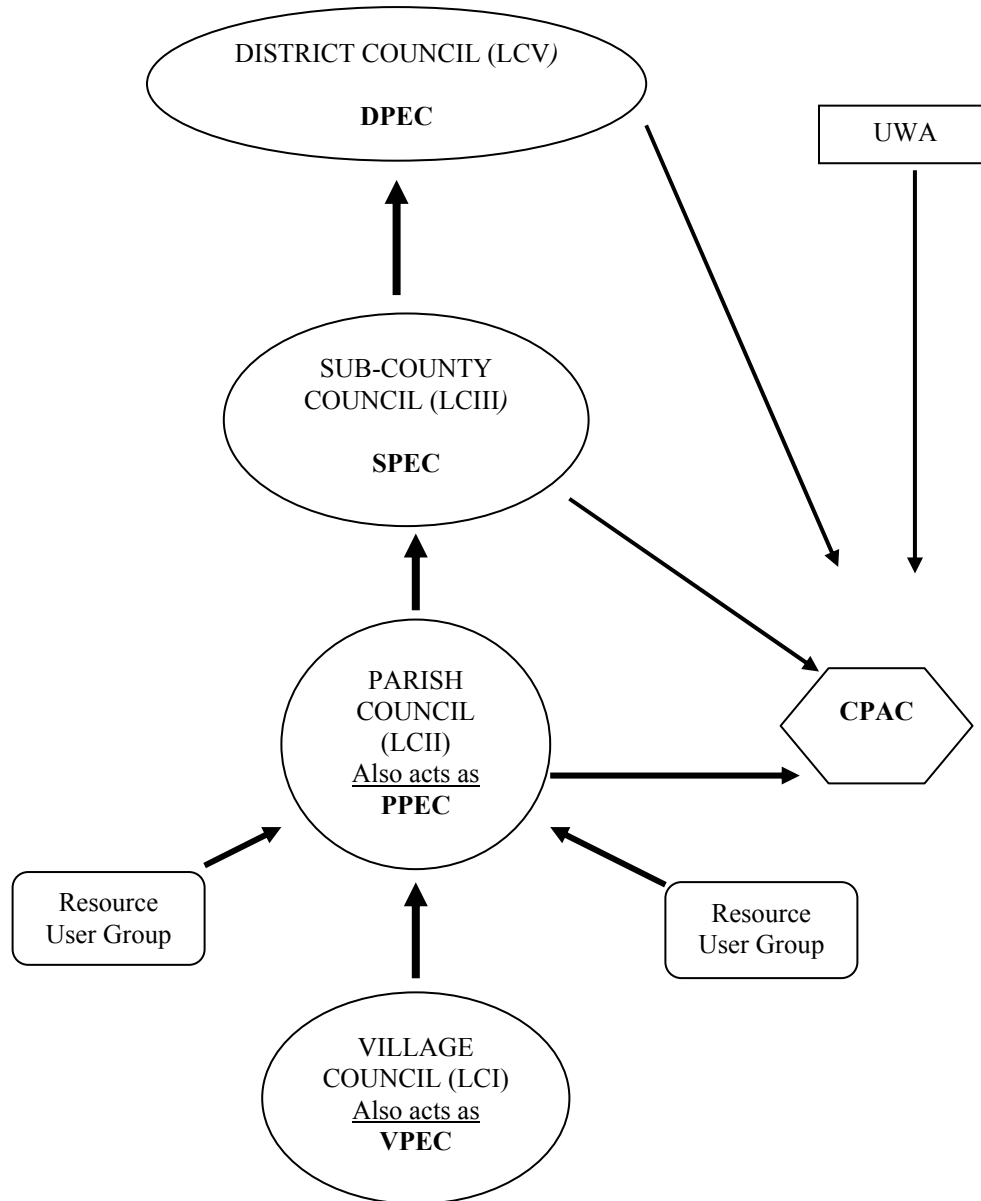 DISTRICT COUNCIL (LCV)
DPEC
UWA
SUB-COUNTY
COUNCIL (LCIII)
SPEC
PARISH
COUNCIL
(LCII)
Also acts as
PPEC
CPAC
Resource
User Group
Resource
User Group
VILLAGE
COUNCIL (LCI)
Also acts as
VPEC